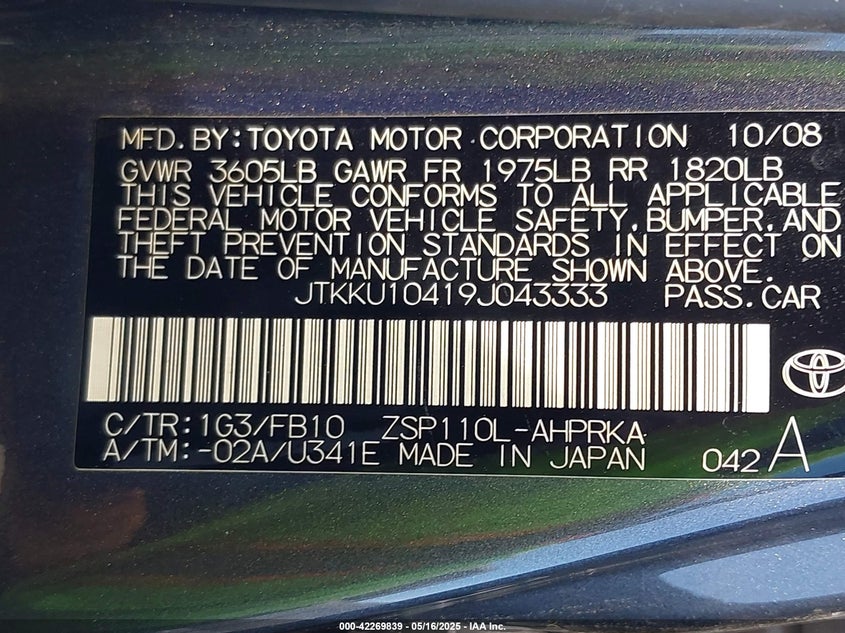 MFD.BY:TOYOTA MOTOR CORPORATION 10/08
GVWR 3605LB GAWR FR 1975LB RR 1820LB
THIS VEHICLE CONFORMS TO ALL APPLICABLE
FEDERAL MOTOR VEHICLE SAFETY,BUMPER,AND
THEFT PREVENTION STANDARDS IN EFFECT ON
THE DATE OF MANUFACTURE SHOWN ABOVE.
JTKKU10419J043333 PASS.CAR
C/TR:1G3/FB10 ZSP110L-AHPRKA
A/TM:-02A/U341E MADE IN JAPAN 042 A
000-42269839 - 05/16/2025 - IAA Inc.